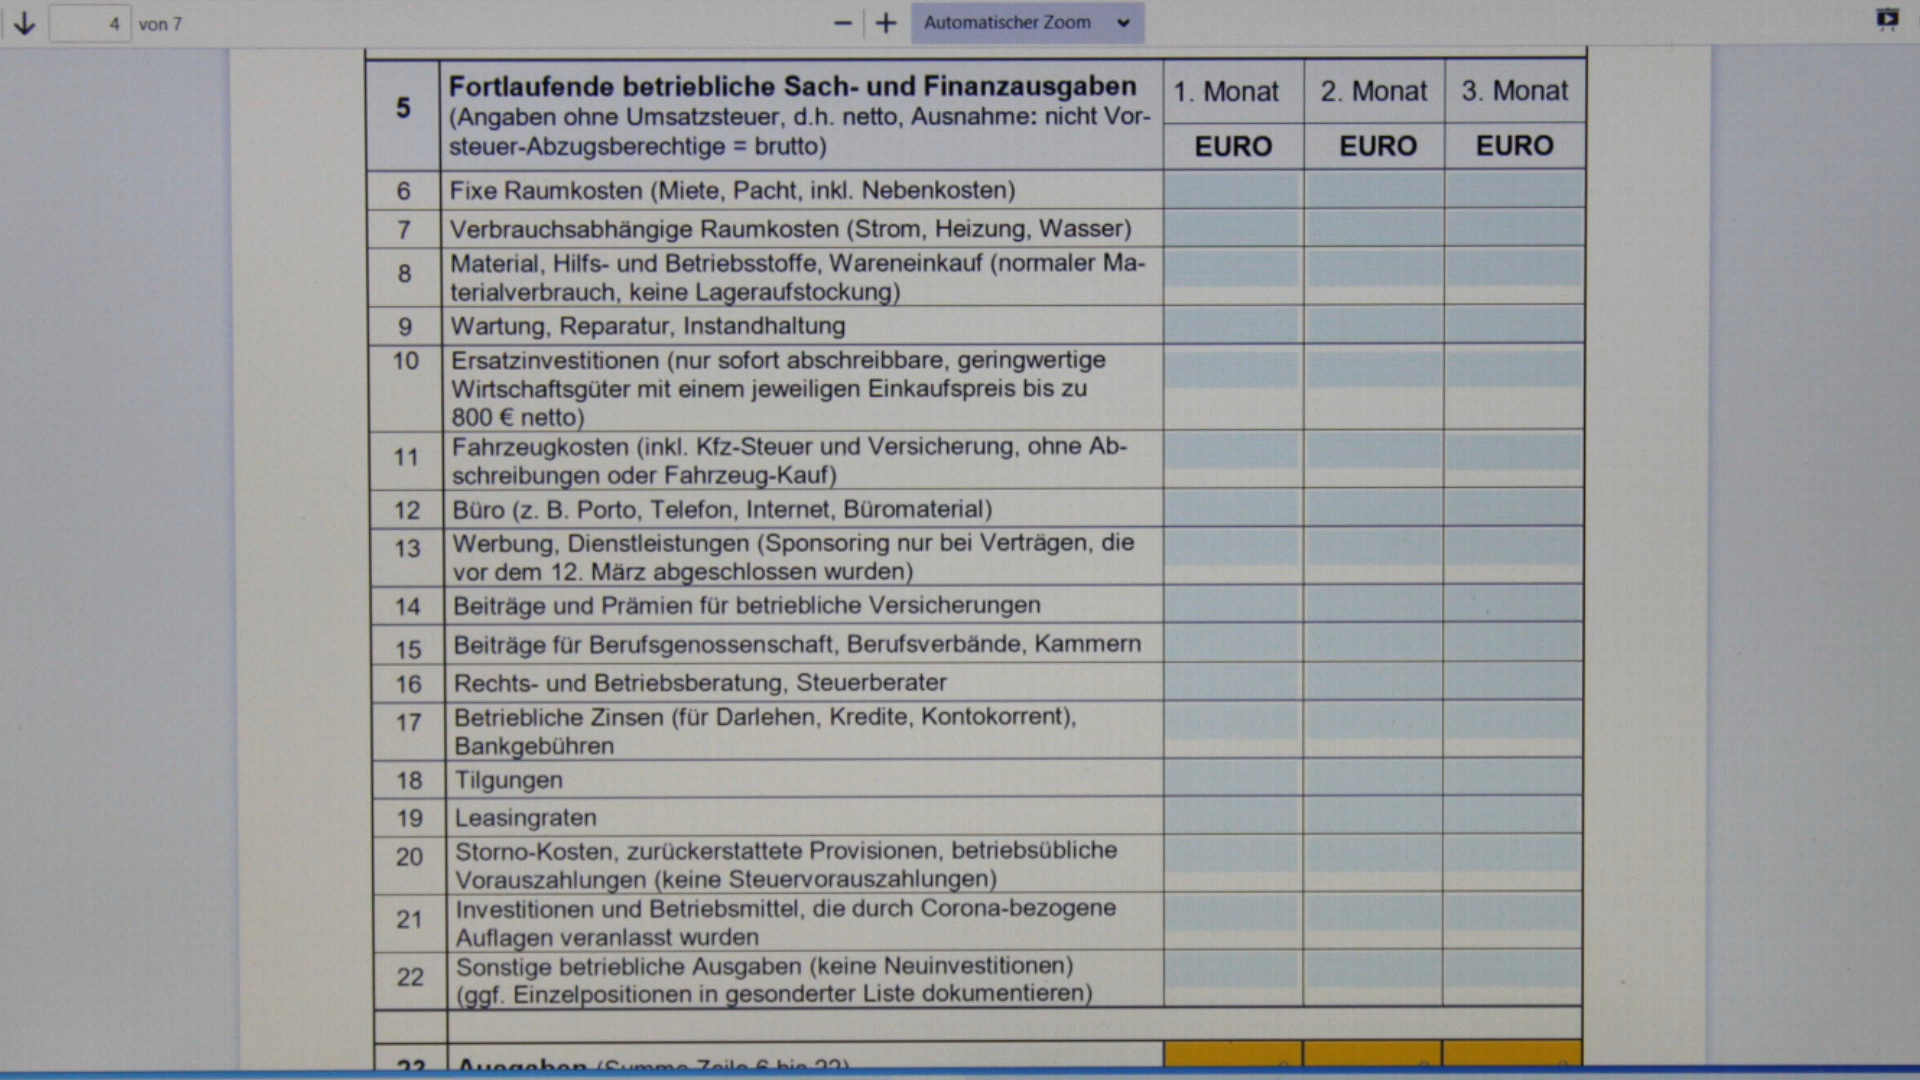 4 von 7
Automatischer Zoom
5 Fortlaufende betriebliche Sach- und Finanzausgaben 1. Monat 2. Monat 3. Monat
(Angaben ohne Umsatzsteuer, d.h. netto, Ausnahme: nicht Vor-
steuer-Abzugsberechtige = brutto) EURO EURO EURO
6 Fixe Raumkosten (Miete, Pacht, inkl. Nebenkosten)
7 Verbrauchsabhängige Raumkosten (Strom, Heizung, Wasser)
8 Material, Hilfs- und Betriebsstoffe, Wareneinkauf (normaler Ma-
terialverbrauch, keine Lageraufstockung)
9 Wartung, Reparatur, Instandhaltung
10 Ersatzinvestitionen (nur sofort abschreibbare, geringwertige
Wirtschaftsgüter mit einem jeweiligen Einkaufspreis bis zu
800 € netto)
11 Fahrzeugkosten (inkl. Kfz-Steuer und Versicherung, ohne Ab-
schreibungen oder Fahrzeug-Kauf)
12 Büro (z. B. Porto, Telefon, Internet, Büromaterial)
13 Werbung, Dienstleistungen (Sponsoring nur bei Verträgen, die
vor dem 12. März abgeschlossen wurden)
14 Beiträge und Prämien für betriebliche Versicherungen
15 Beiträge für Berufsgenossenschaft, Berufsverbände, Kammern
16 Rechts- und Betriebsberatung, Steuerberater
17 Betriebliche Zinsen (für Darlehen, Kredite, Kontokorrent),
Bankgebühren
18 Tilgungen
19 Leasingraten
20 Storno-Kosten, zurückerstattete Provisionen, betriebsübliche
Vorauszahlungen (keine Steuervorauszahlungen)
21 Investitionen und Betriebsmittel, die durch Corona-bezogene
Auflagen veranlasst wurden
22 Sonstige betriebliche Ausgaben (keine Neuinvestitionen)
(ggf. Einzelpositionen in gesonderter Liste dokumentieren)
23 Ausgaben (Summe Zeile 6 bis 22)